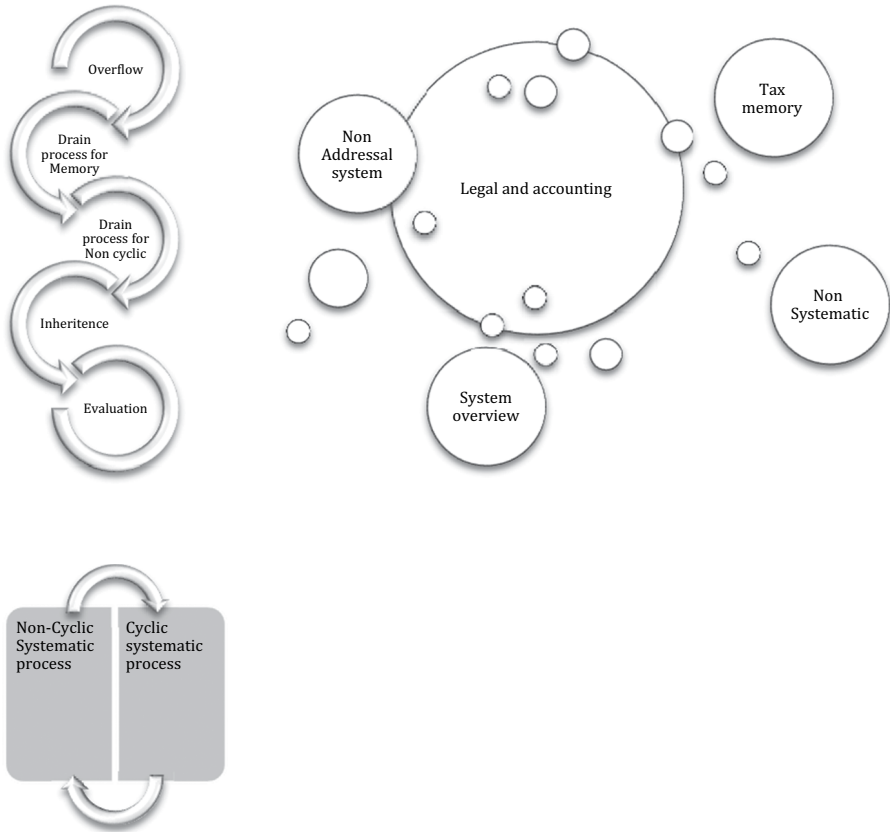 Overflow
Drain
process for
Memory
Drain
process for
Non cyclic
Inheritence
Evaluation
Non
Addressal
system
Legal and accounting
Tax
memory
Non
Systematic
System
overview
Non-Cyclic
Systematic
process
Cyclic
systematic
process